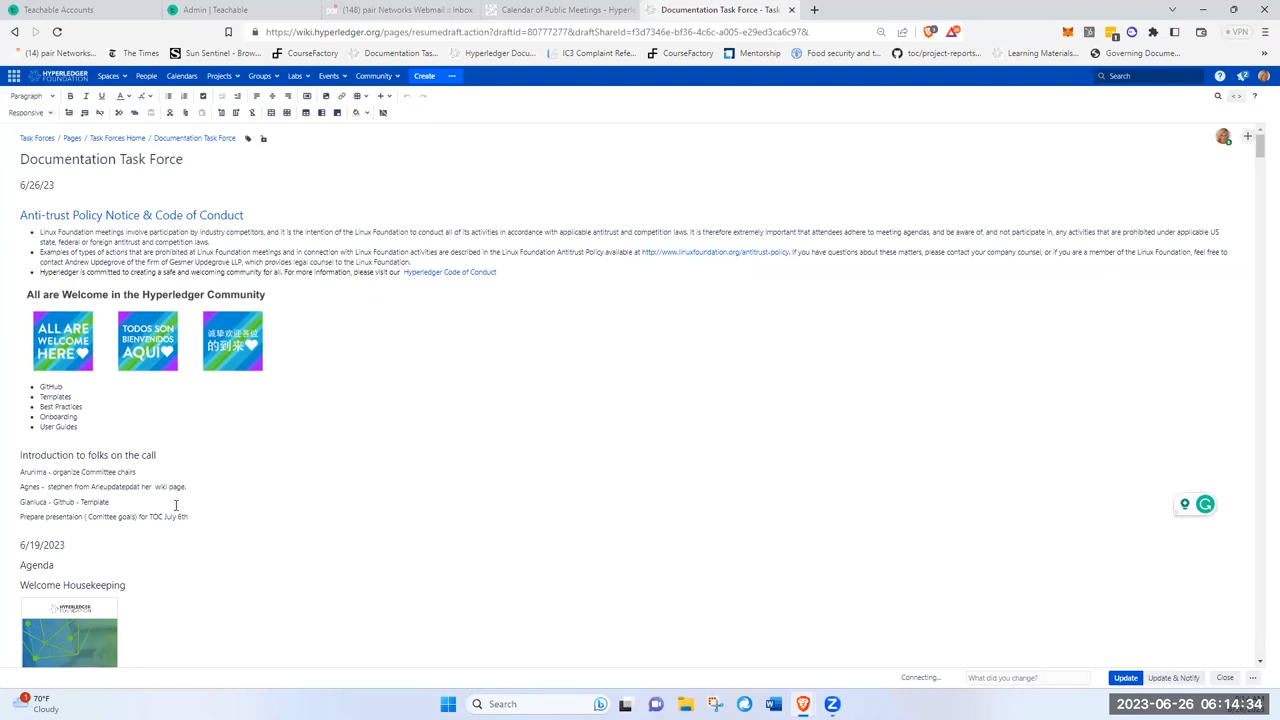 Teachable Accounts
Admin | Teachable
(148) pair Networks Webmail :: Inbox
Calendar of Public Meetings - Hyperle
Documentation Task Force - Task
https://wiki.hyperledger.org/pages/resumedraft.action?draftId=80777277&draftShareId=f3d7346e-bf36-4c6c-a005-e29ed3ca6c97&
VPN
(14) pair Networks...
The Times
Sun Sentinel - Brow...
CourseFactory
Documentation Tas...
Hyperledger Docu...
IC3 Complaint Refe...
CourseFactory
Mentorship
Food security and t...
toc/project-reports...
Learning Materials...
Governing Docume...
HYPERLEDGER FOUNDATION
Spaces
People
Calendars
Projects
Groups
Labs
Events
Community
Create
Search
Paragraph
Responsive
Task Forces / Pages / Task Forces Home / Documentation Task Force
Documentation Task Force
6/26/23
Anti-trust Policy Notice & Code of Conduct
Linux Foundation meetings involve participation by industry competitors, and it is the intention of the Linux Foundation to conduct all of its activities in accordance with applicable antitrust and competition laws. It is therefore extremely important that attendees adhere to meeting agendas, and be aware of, and not participate in, any activities that are prohibited under applicable US
state, federal or foreign antitrust and competition laws.
Examples of types of actions that are prohibited at Linux Foundation meetings and in connection with Linux Foundation activities are described in the Linux Foundation Antitrust Policy available at http://www.linuxfoundation.org/antitrust-policy. If you have questions about these matters, please contact your company counsel, or if you are a member of the Linux Foundation, feel free to
contact Andrew Updegrove of the firm of Gesmer Updegrove LLP, which provides legal counsel to the Linux Foundation.
Hyperledger is committed to creating a safe and welcoming community for all. For more information, please visit our Hyperledger Code of Conduct
All are Welcome in the Hyperledger Community
ALL ARE WELCOME HERE
TODOS SON BIENVENIDOS AQUÍ
诚挚欢迎各位的到来
GitHub
Templates
Best Practices
Onboarding
User Guides
Introduction to folks on the call
Arunima - organize Committee chairs
Agnes - stephen from Arieupdatepdat her wiki page.
Gianluca - Github - Template
Prepare presentaion ( Comittee goals) for TOC July 6th
6/19/2023
Agenda
Welcome Housekeeping
HYPERLEDGER FOUNDATION
Connecting...
What did you change?
Update
Update & Notify
Close
1
70°F
Cloudy
Search
2023-06-26 06:14:34